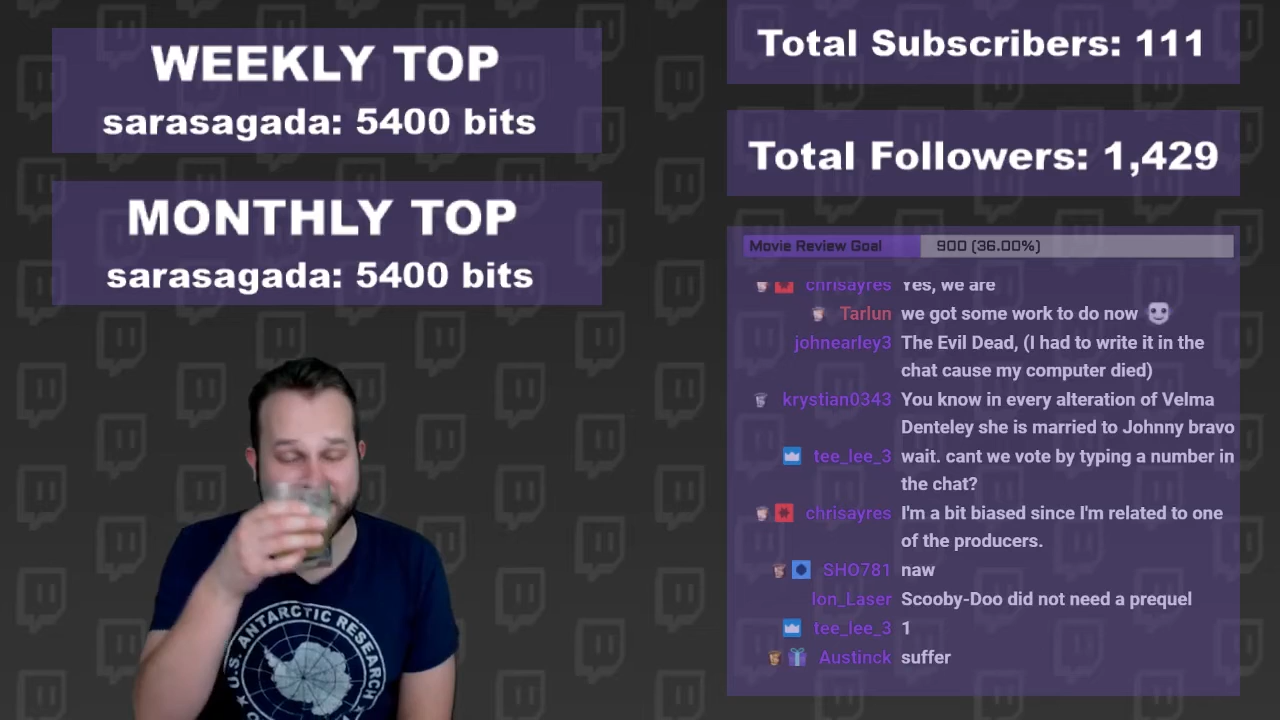 WEEKLY TOP
sarasagada: 5400 bits
MONTHLY TOP
sarasagada: 5400 bits
Total Subscribers: 111
Total Followers: 1,429
Movie Review Goal 900 (36.00%)
chrisayres Yes, we are
Tarlun we got some work to do now
johnearley3 The Evil Dead, (I had to write it in the
chat cause my computer died)
krystian0343 You know in every alteration of Velma
Denteley she is married to Johnny bravo
tee_lee_3 wait. cant we vote by typing a number in
the chat?
chrisayres I'm a bit biased since I'm related to one
of the producers.
SHO781 naw
Ion_Laser Scooby-Doo did not need a prequel
tee_lee_3 1
Austinck suffer
U.S. ANTARCTIC RESEARCH